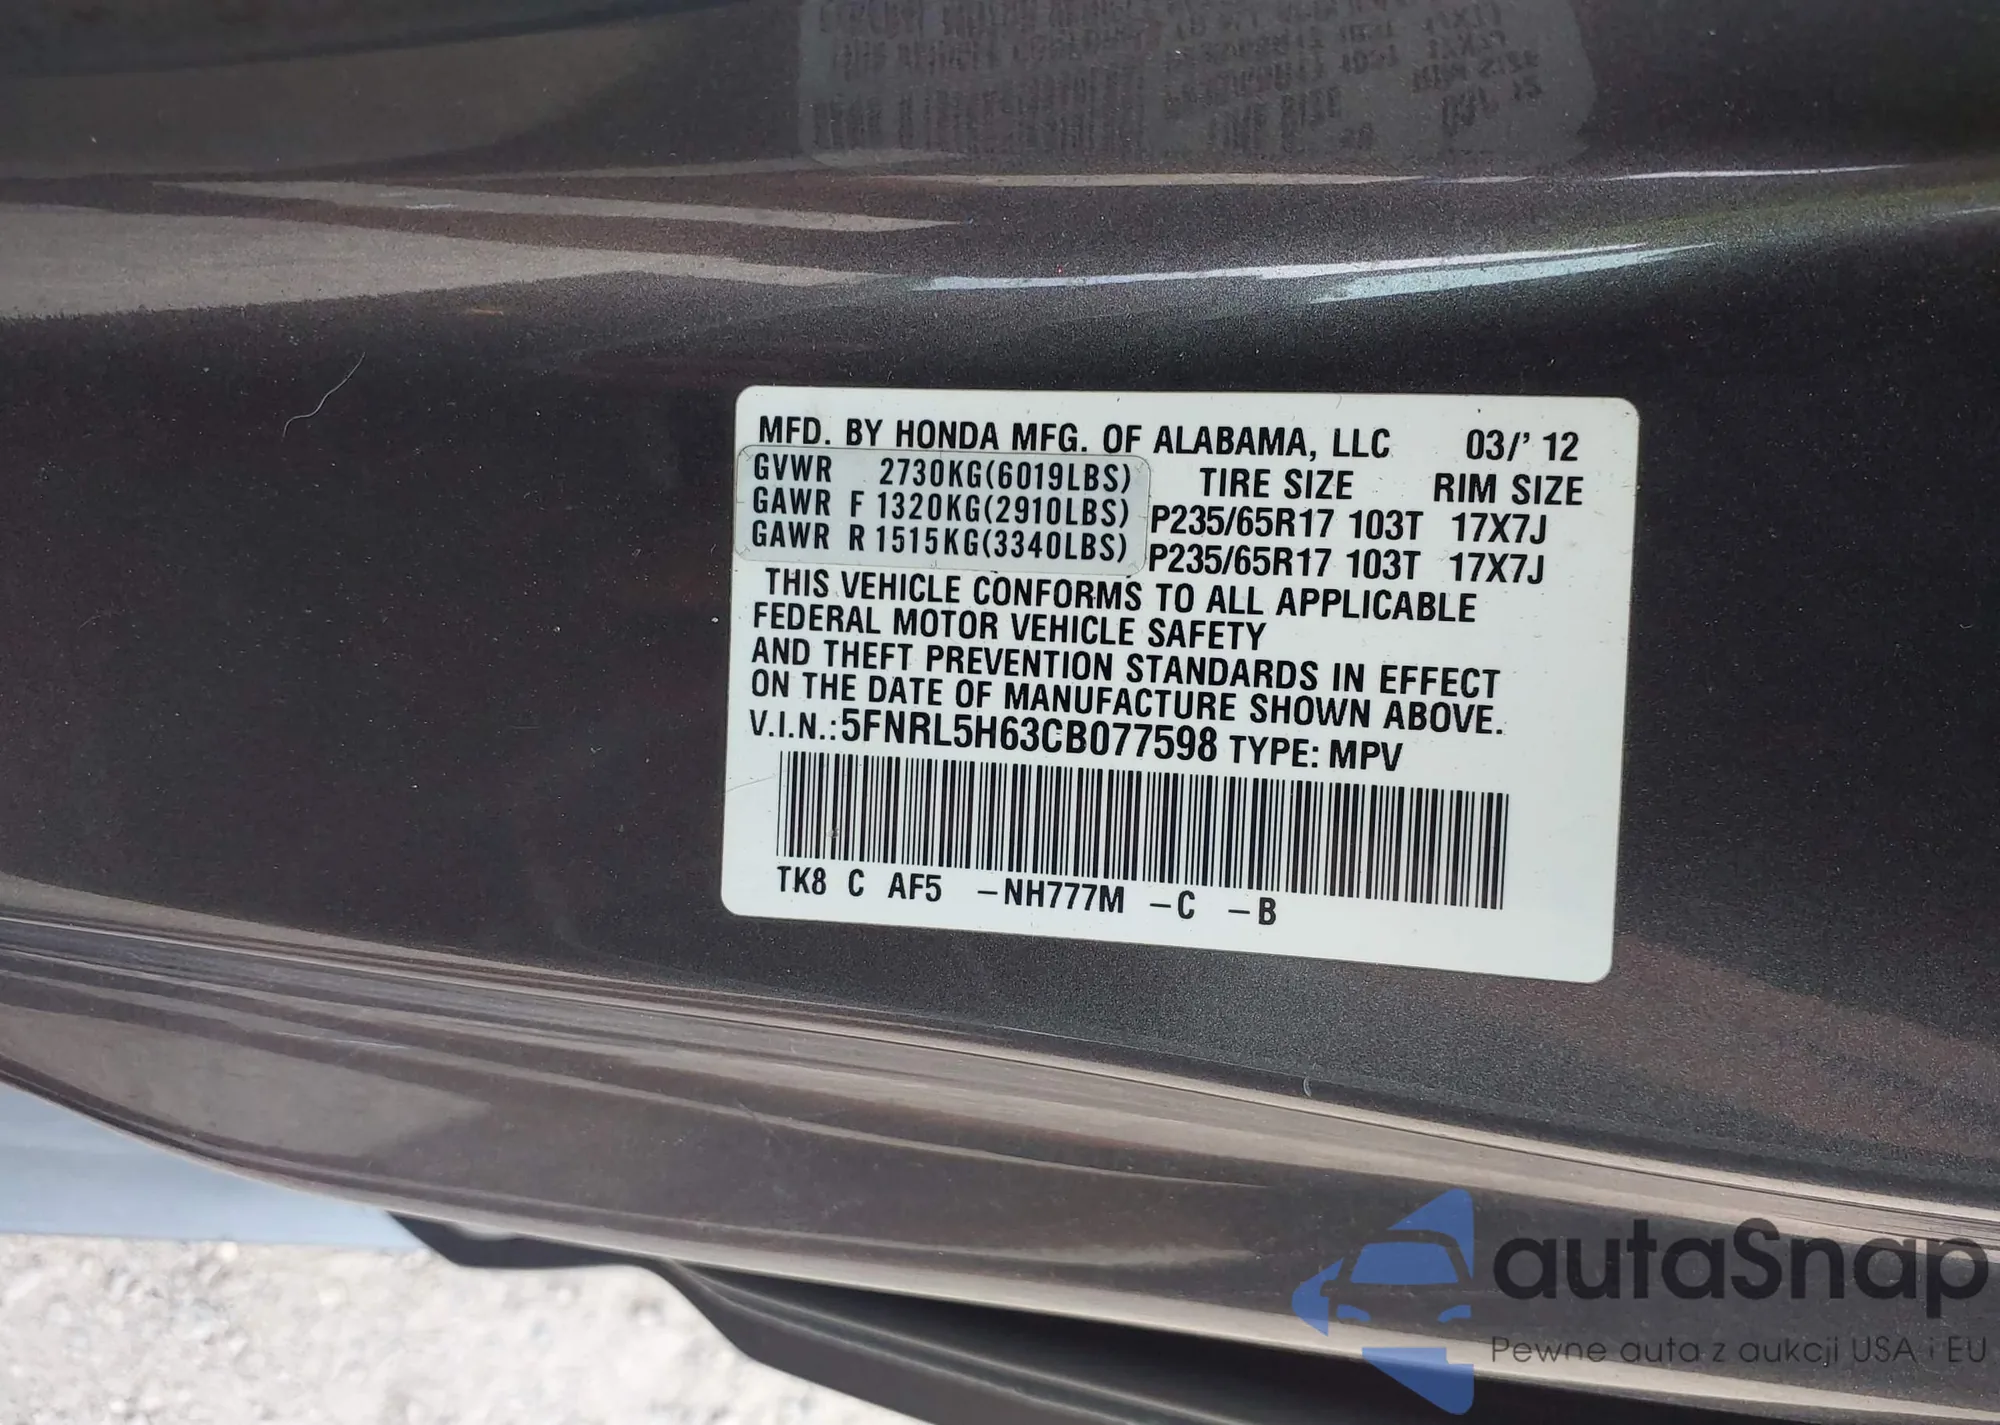 MFD. BY HONDA MFG. OF ALABAMA, LLC 03/' 12
GVWR 2730KG(6019LBS) TIRE SIZE RIM SIZE
GAWR F 1320KG(2910LBS) P235/65R17 103T 17X7J
GAWR R 1515KG(3340LBS) P235/65R17 103T 17X7J
THIS VEHICLE CONFORMS TO ALL APPLICABLE
FEDERAL MOTOR VEHICLE SAFETY
AND THEFT PREVENTION STANDARDS IN EFFECT
ON THE DATE OF MANUFACTURE SHOWN ABOVE.
V.I.N.: 5FNRL5H63CB077598 TYPE: MPV
TK8 C AF5 -NH777M -C -B
autoSnap
Pewne auta z aukcji USA i EU